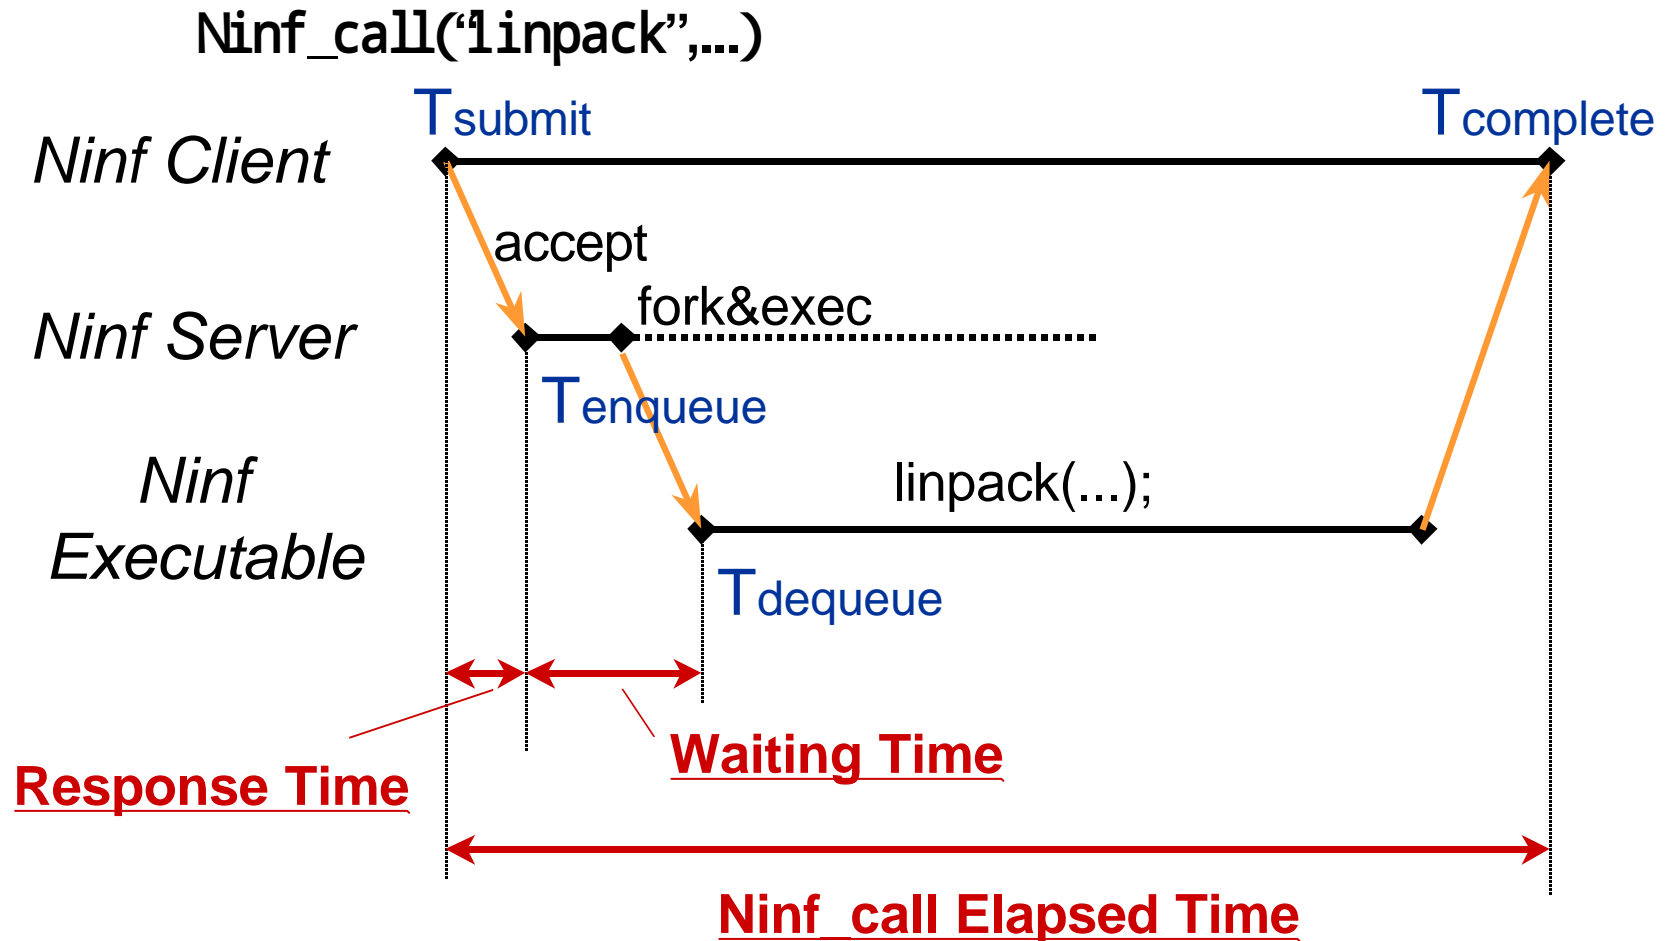 Ninf_call(“linpack”,....)
Tsubmit
Tcomplete
Ninf Client
accept
fork&exec
Ninf Server
Tenqueue
Ninf
Executable
linpack(...);
Tdequeue
Waiting Time
Response Time
Ninf_call Elapsed Time